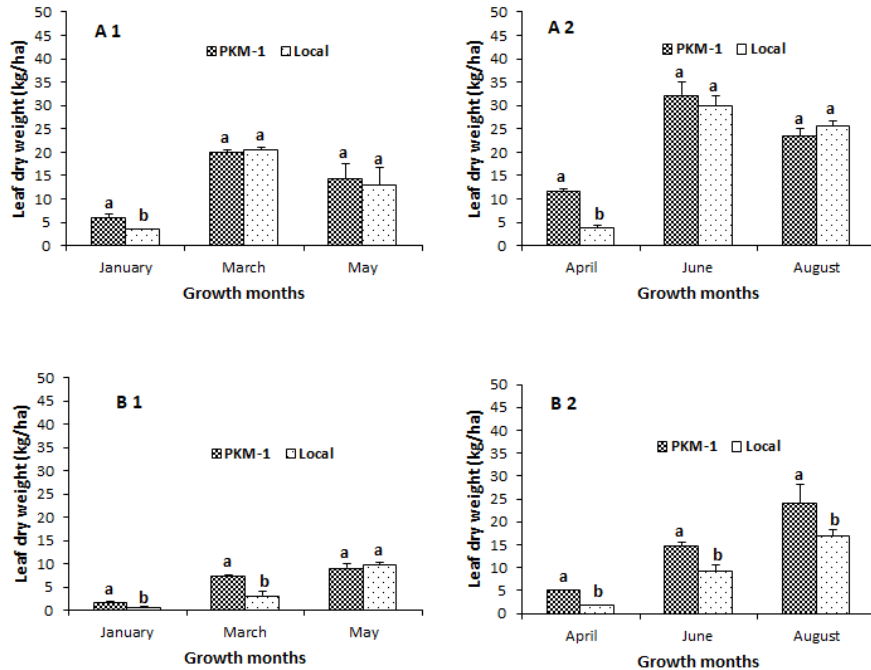 A 1
PKM-1 Local
Leaf dry weight (kg/ha)
50
45
40
35
30
25
20
15
10
5
0
a b a a a a
January March May
Growth months
A 2
PKM-1 Local
Leaf dry weight (kg/ha)
50
45
40
35
30
25
20
15
10
5
0
a b a a a a
April June August
Growth months
B 1
PKM-1 Local
Leaf dry weight (kg/ha)
50
45
40
35
30
25
20
15
10
5
0
a b a b a a
January March May
Growth months
B 2
PKM-1 Local
Leaf dry weight (kg/ha)
50
45
40
35
30
25
20
15
10
5
0
a b a b a b
April June August
Growth months